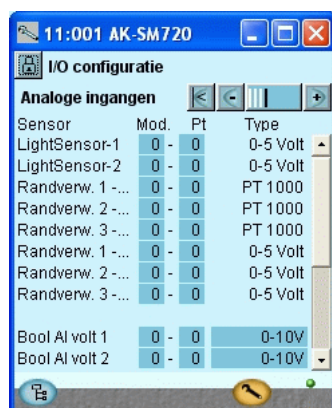 11:001 AK-SM720
I/O configuratie
Analoge ingangen
Sensor Mod. Pt Type
LightSensor-1 0 - 0 0-5 Volt
LightSensor-2 0 - 0 0-5 Volt
Randverw. 1 -... 0 - 0 PT 1000
Randverw. 2 -... 0 - 0 PT 1000
Randverw. 3 -... 0 - 0 PT 1000
Randverw. 1 -... 0 - 0 0-5 Volt
Randverw. 2 -... 0 - 0 0-5 Volt
Randverw. 3 -... 0 - 0 0-5 Volt
Bool AI volt 1 0 - 0 0-10V
Bool AI volt 2 0 - 0 0-10V